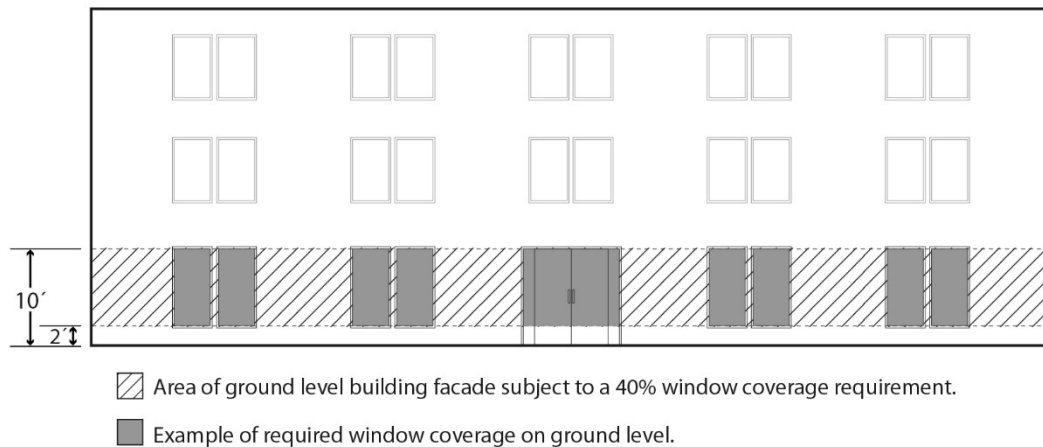 10´
2´
Area of ground level building facade subject to a 40% window coverage requirement.
Example of required window coverage on ground level.